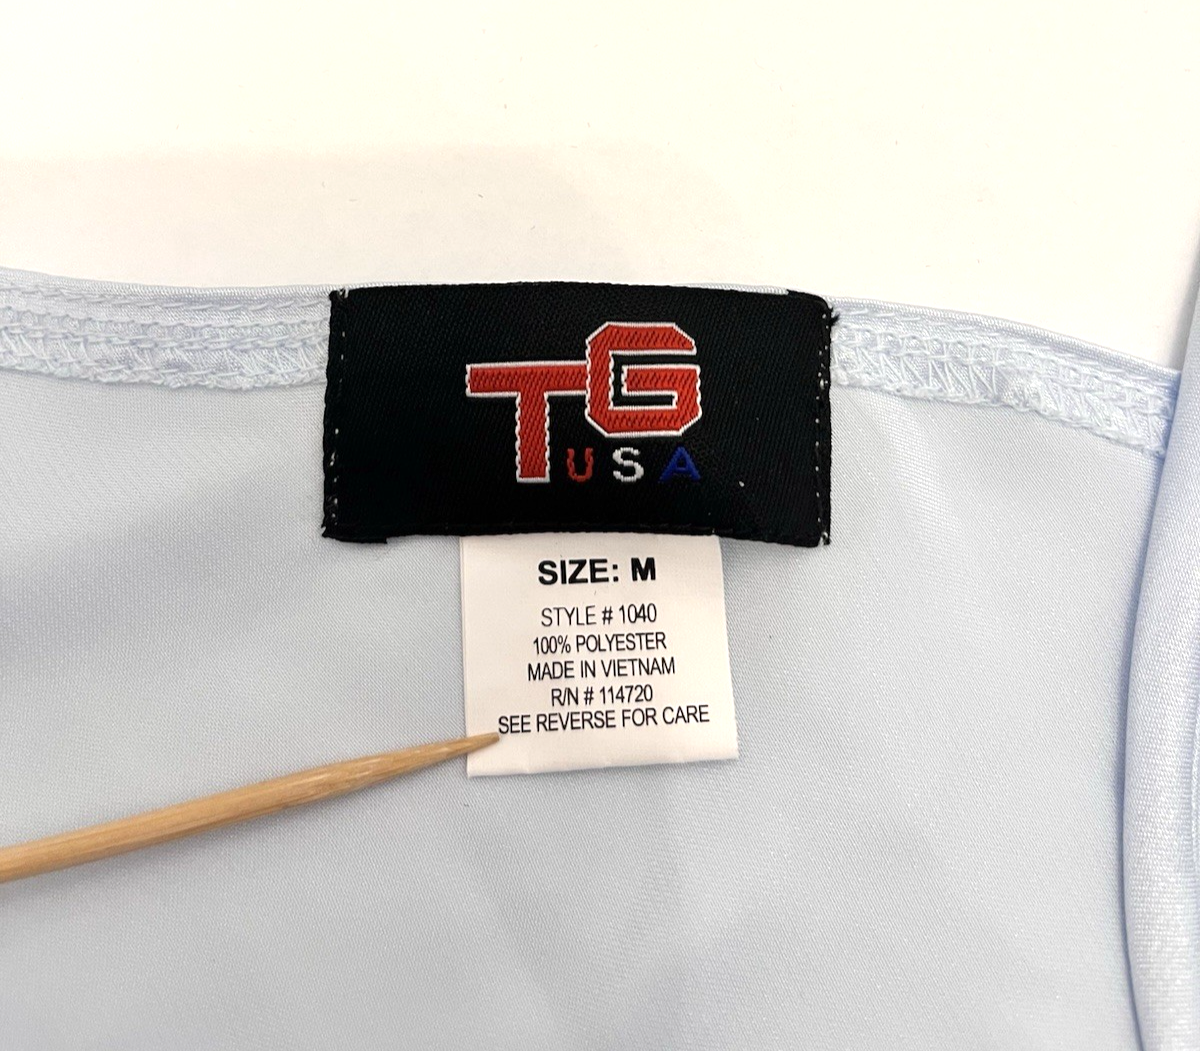 TG
USA
SIZE: M
STYLE # 1040
100% POLYESTER
MADE IN VIETNAM
R/N # 114720
SEE REVERSE FOR CARE